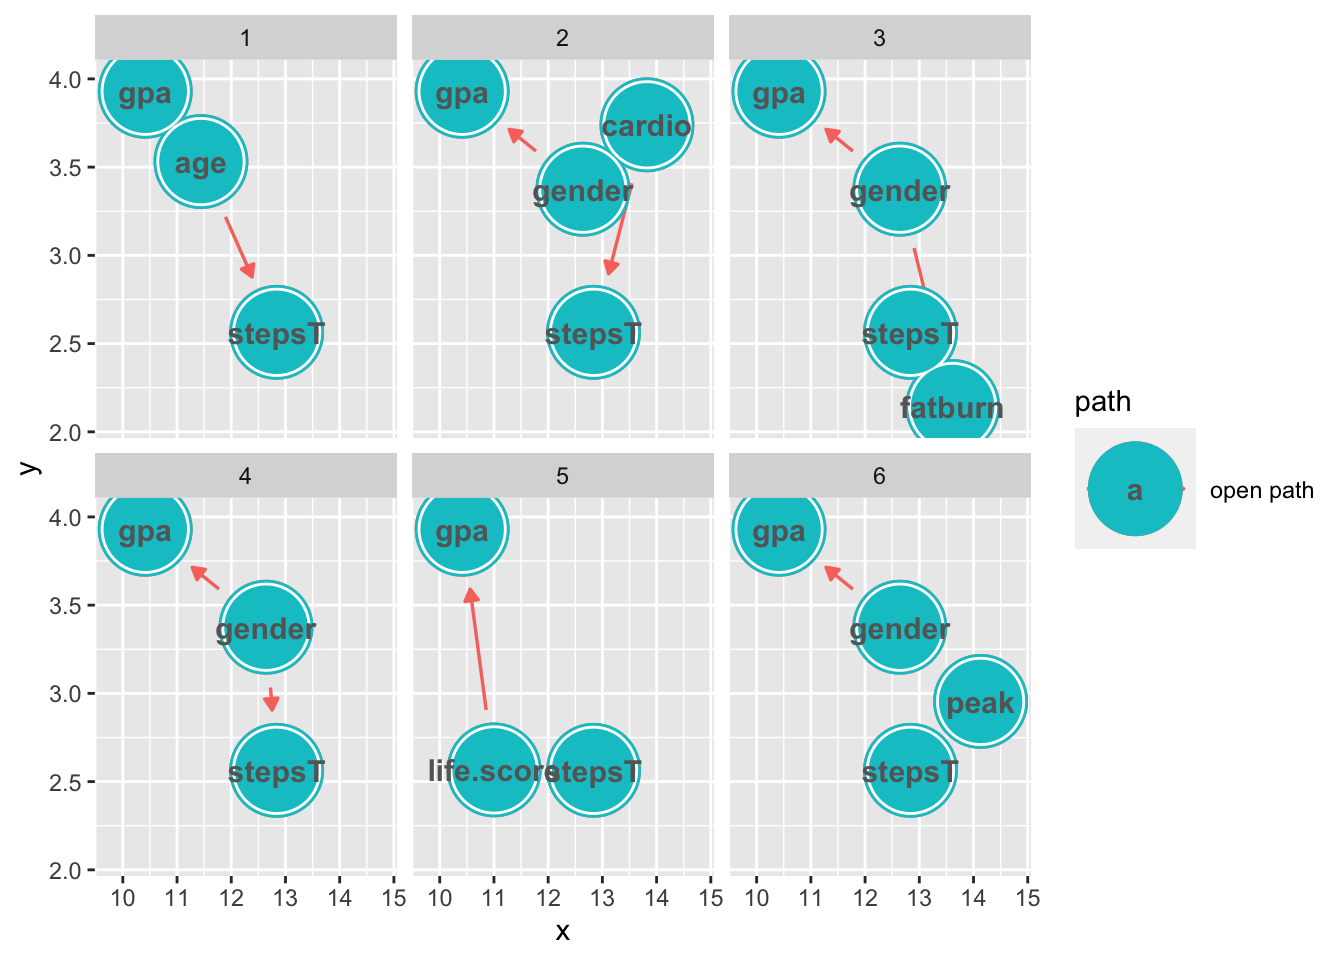 1 2 3
4.0
3.5
3.0
2.5
2.0
gpa
age
stepsT
gpa
cardio
gender
stepsT
gpa
gender
stepsT
fatburn
y
4 5 6
4.0
3.5
3.0
2.5
2.0
gpa
gender
stepsT
gpa
life.score
stepsT
gpa
gender
peak
stepsT
10 11 12 13 14 15 10 11 12 13 14 15 10 11 12 13 14 15
x
path
a open path